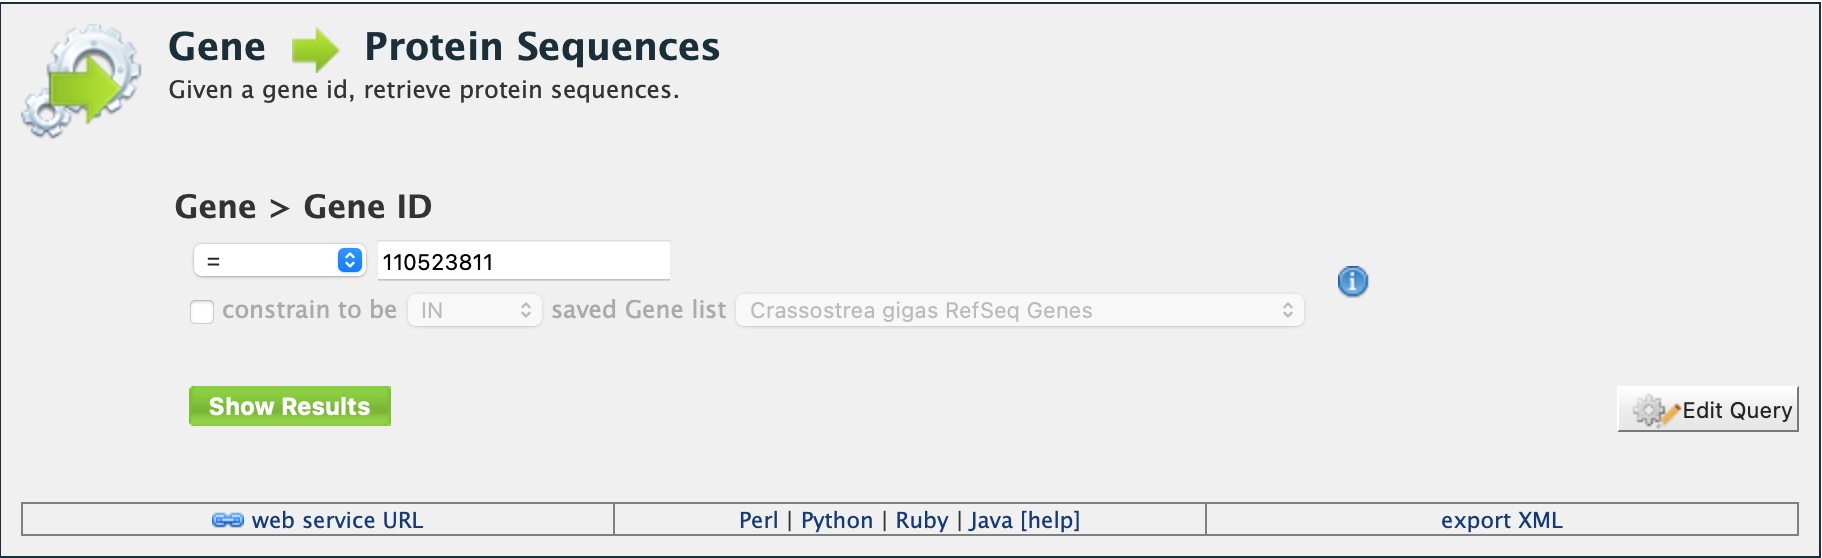 Gene Protein Sequences
Given a gene id, retrieve protein sequences.
Gene > Gene ID
= 110523811
constrain to be IN saved Gene list Crassostrea gigas RefSeq Genes
i
Show Results
Edit Query
web service URL Perl | Python | Ruby | Java [help] export XML